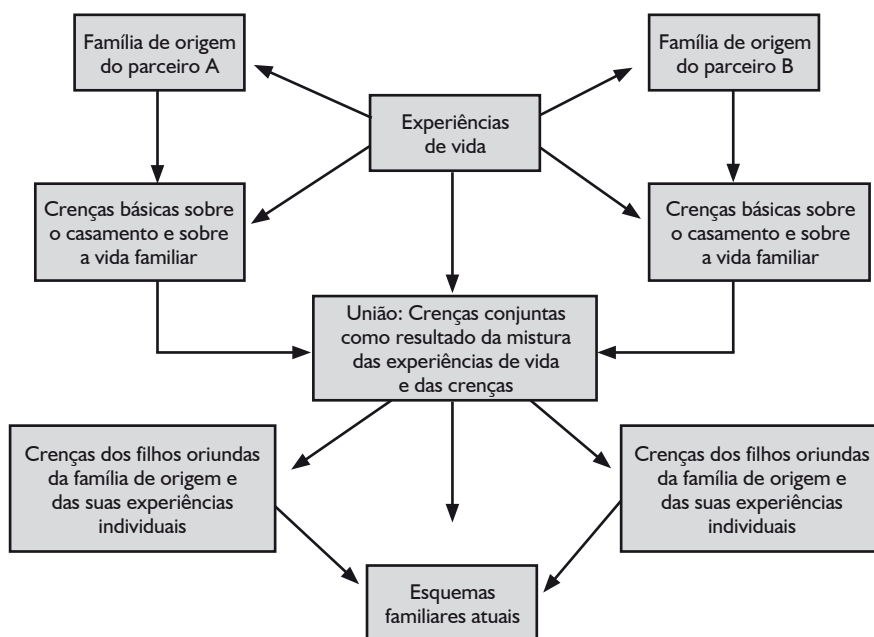 Família de origem
do parceiro A
Família de origem
do parceiro B
Experiências
de vida
Crenças básicas sobre
o casamento e sobre
a vida familiar
Crenças básicas sobre
o casamento e sobre
a vida familiar
União: Crenças conjuntas
como resultado da mistura
das experiências de vida
e das crenças
Crenças dos filhos oriundas
da família de origem e
das suas experiências
individuais
Crenças dos filhos oriundas
da família de origem e
das suas experiências
individuais
Esquemas
familiares atuais